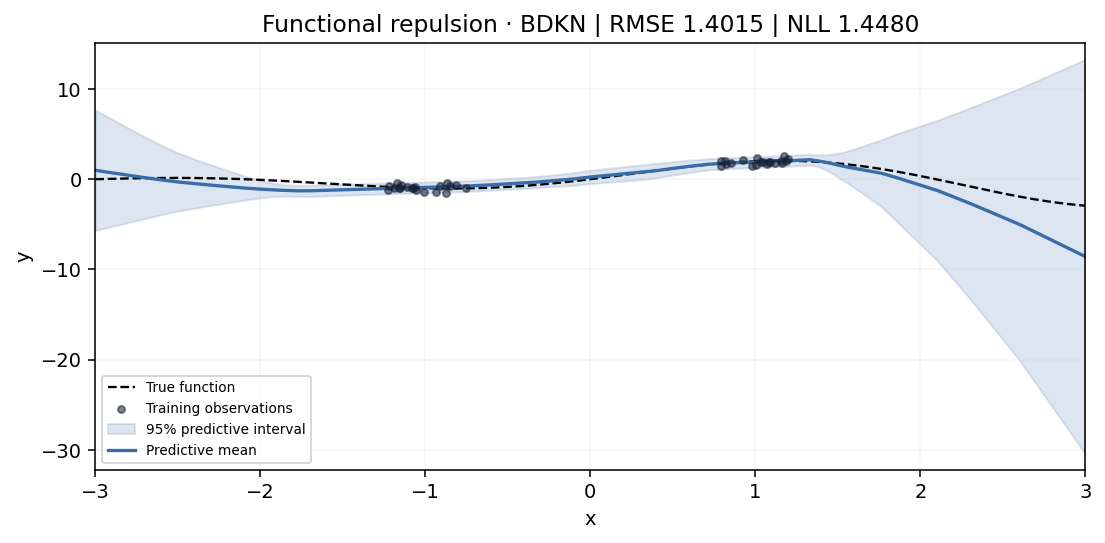 Functional repulsion · BDKN | RMSE 1.4015 | NLL 1.4480
y
10
0
−10
−20
−30
True function
Training observations
95% predictive interval
Predictive mean
−3 −2 −1 0 1 2 3
x